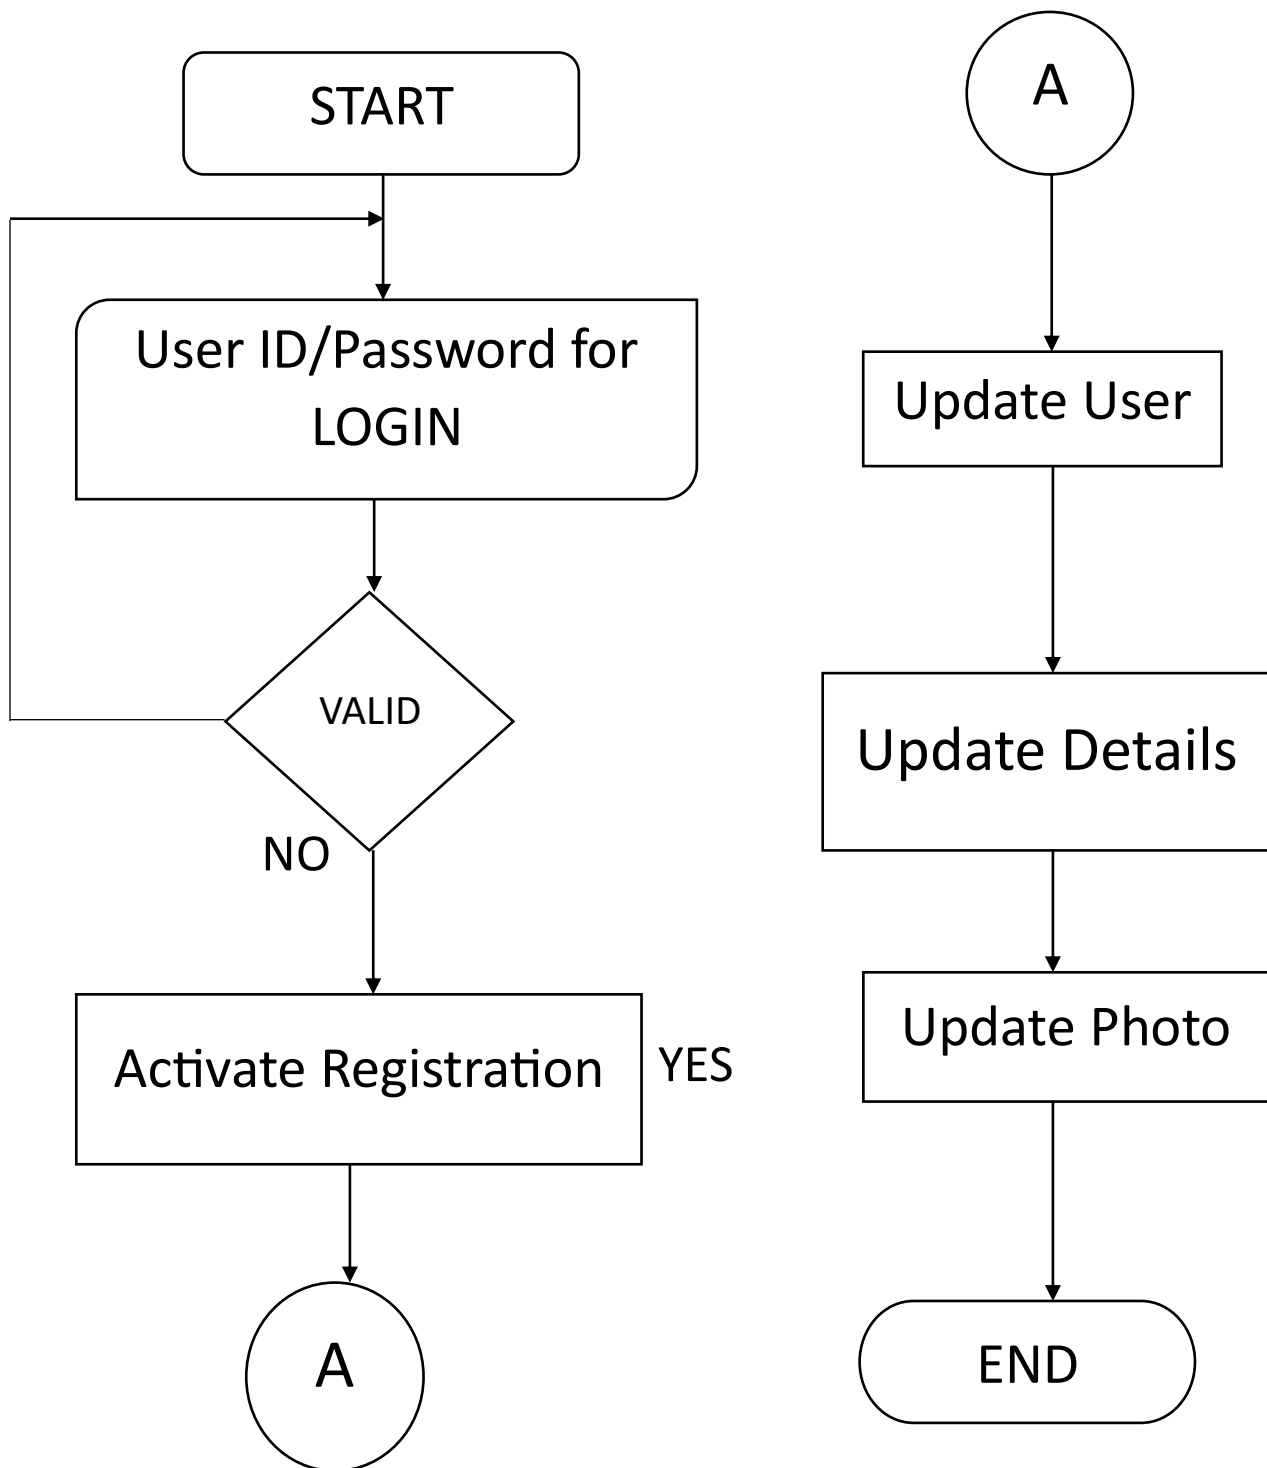 START
User ID/Password for
LOGIN
VALID
NO
Activate Registration
YES
A
A
Update User
Update Details
Update Photo
END